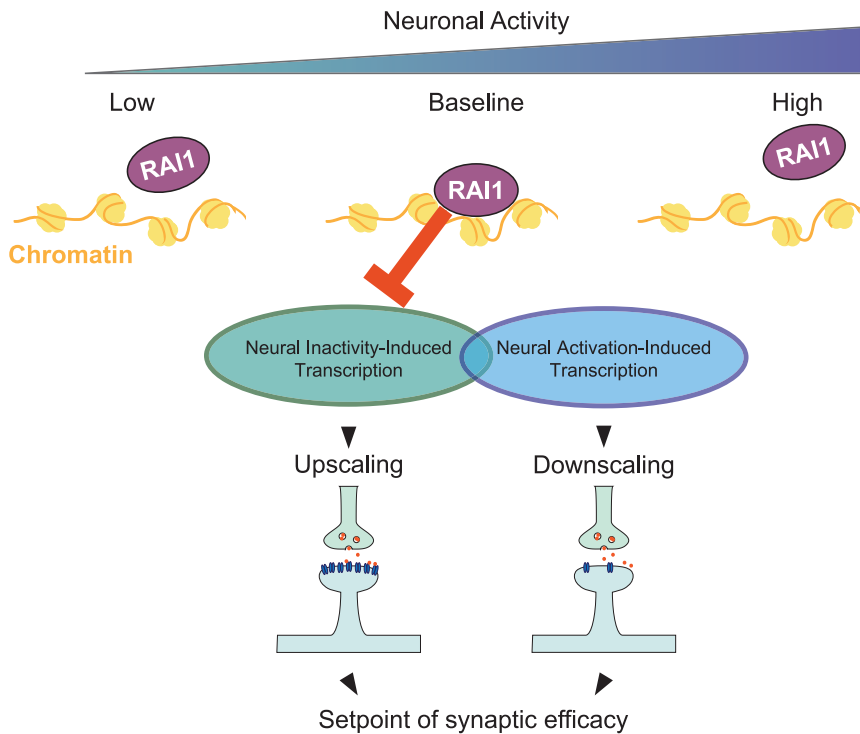 Neuronal Activity
Low
Baseline
High
RAI1
RAI1
RAI1
Chromatin
Neural Inactivity-Induced
Transcription
Neural Activation-Induced
Transcription
Upscaling
Downscaling
Setpoint of synaptic efficacy